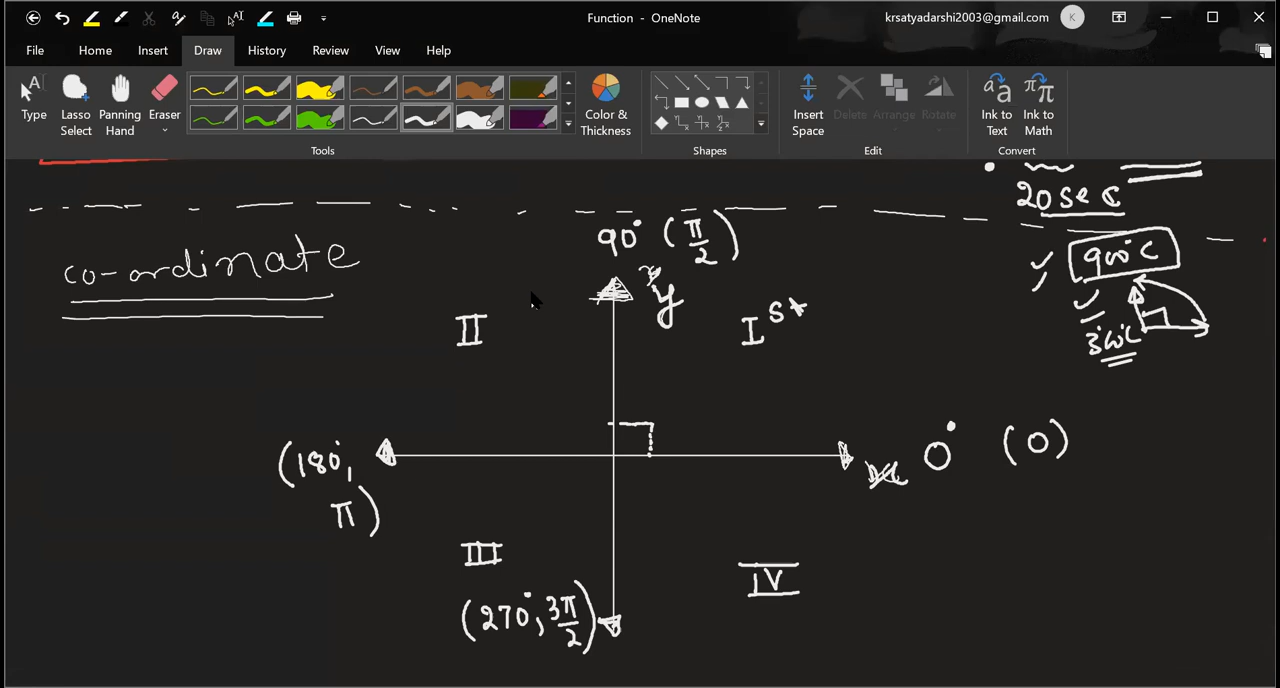 Function - OneNote
krsatyadarshi2003@gmail.com
K
File Home Insert Draw History Review View Help
Type
Lasso Select
Panning Hand
Eraser
Color & Thickness
Insert Space
Delete
Arrange
Rotate
Ink to Text
Ink to Math
Tools
Shapes
Edit
Convert
20 sec
co-ordinate
90° (π/2)
90°C
360°C
y
II
Ist
(180°,
π)
x 0° (0)
III
IV
(270°, 3π/2)